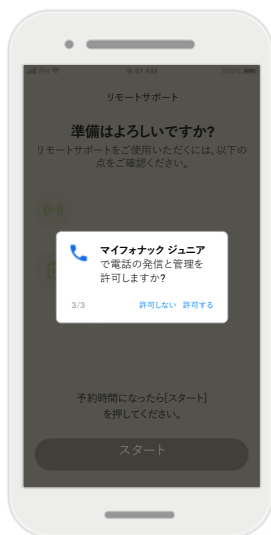 9:41 AM
100%
リモートサポート
準備はよろしいですか?
リモートサポートをご使用いただくには、以下の
点をご確認ください。
マイフォナック ジュニア
で電話の発信と管理を
許可しますか?
3/3 許可しない 許可する
予約時間になったら[スタート]
を押してください。
スタート